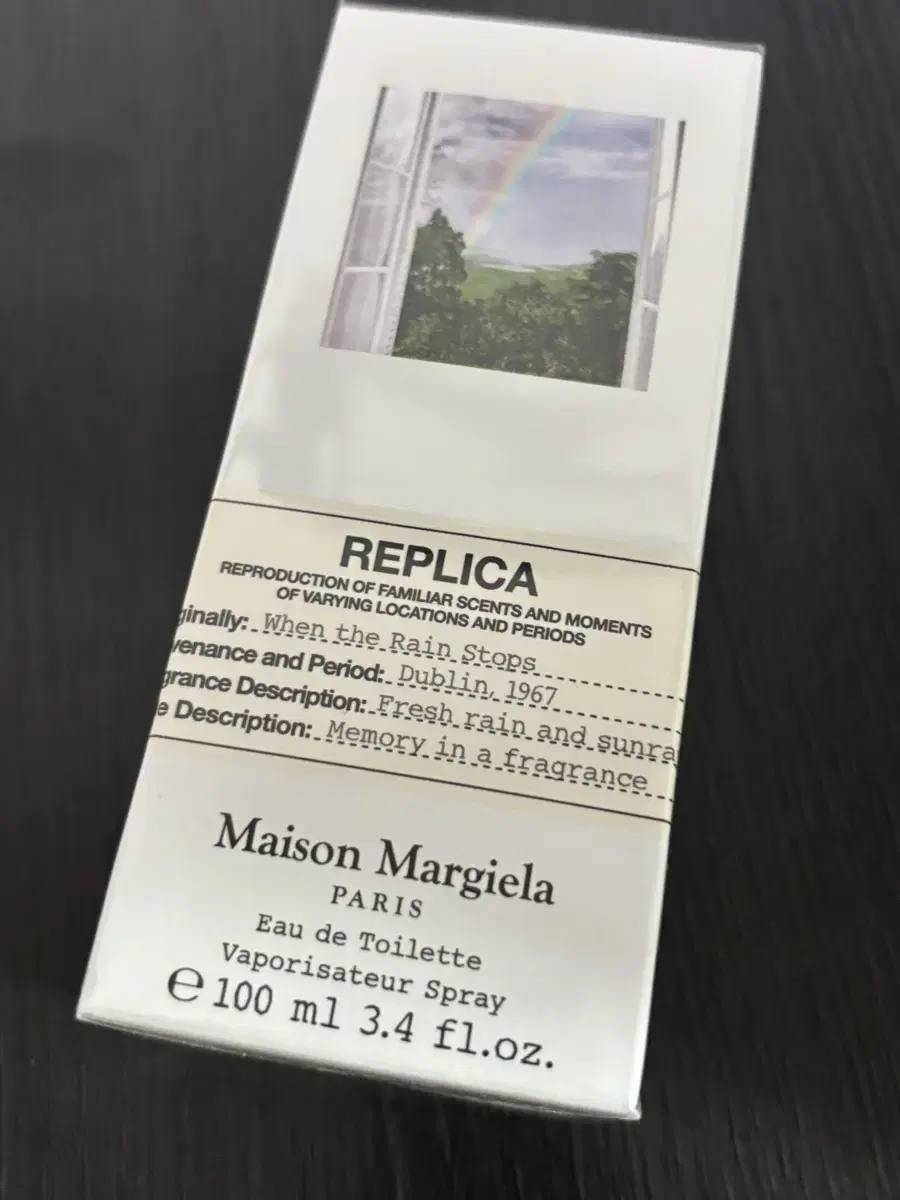 REPLICA
REPRODUCTION OF FAMILIAR SCENTS AND MOMENTS
OF VARYING LOCATIONS AND PERIODS
ginally: When the Rain Stops
venance and Period: Dublin, 1967
grance Description: Fresh rain and sunra
e Description: Memory in a fragrance
Maison Margiela
PARIS
Eau de Toilette
Vaporisateur Spray
℮ 100 ml 3.4 fl.oz.